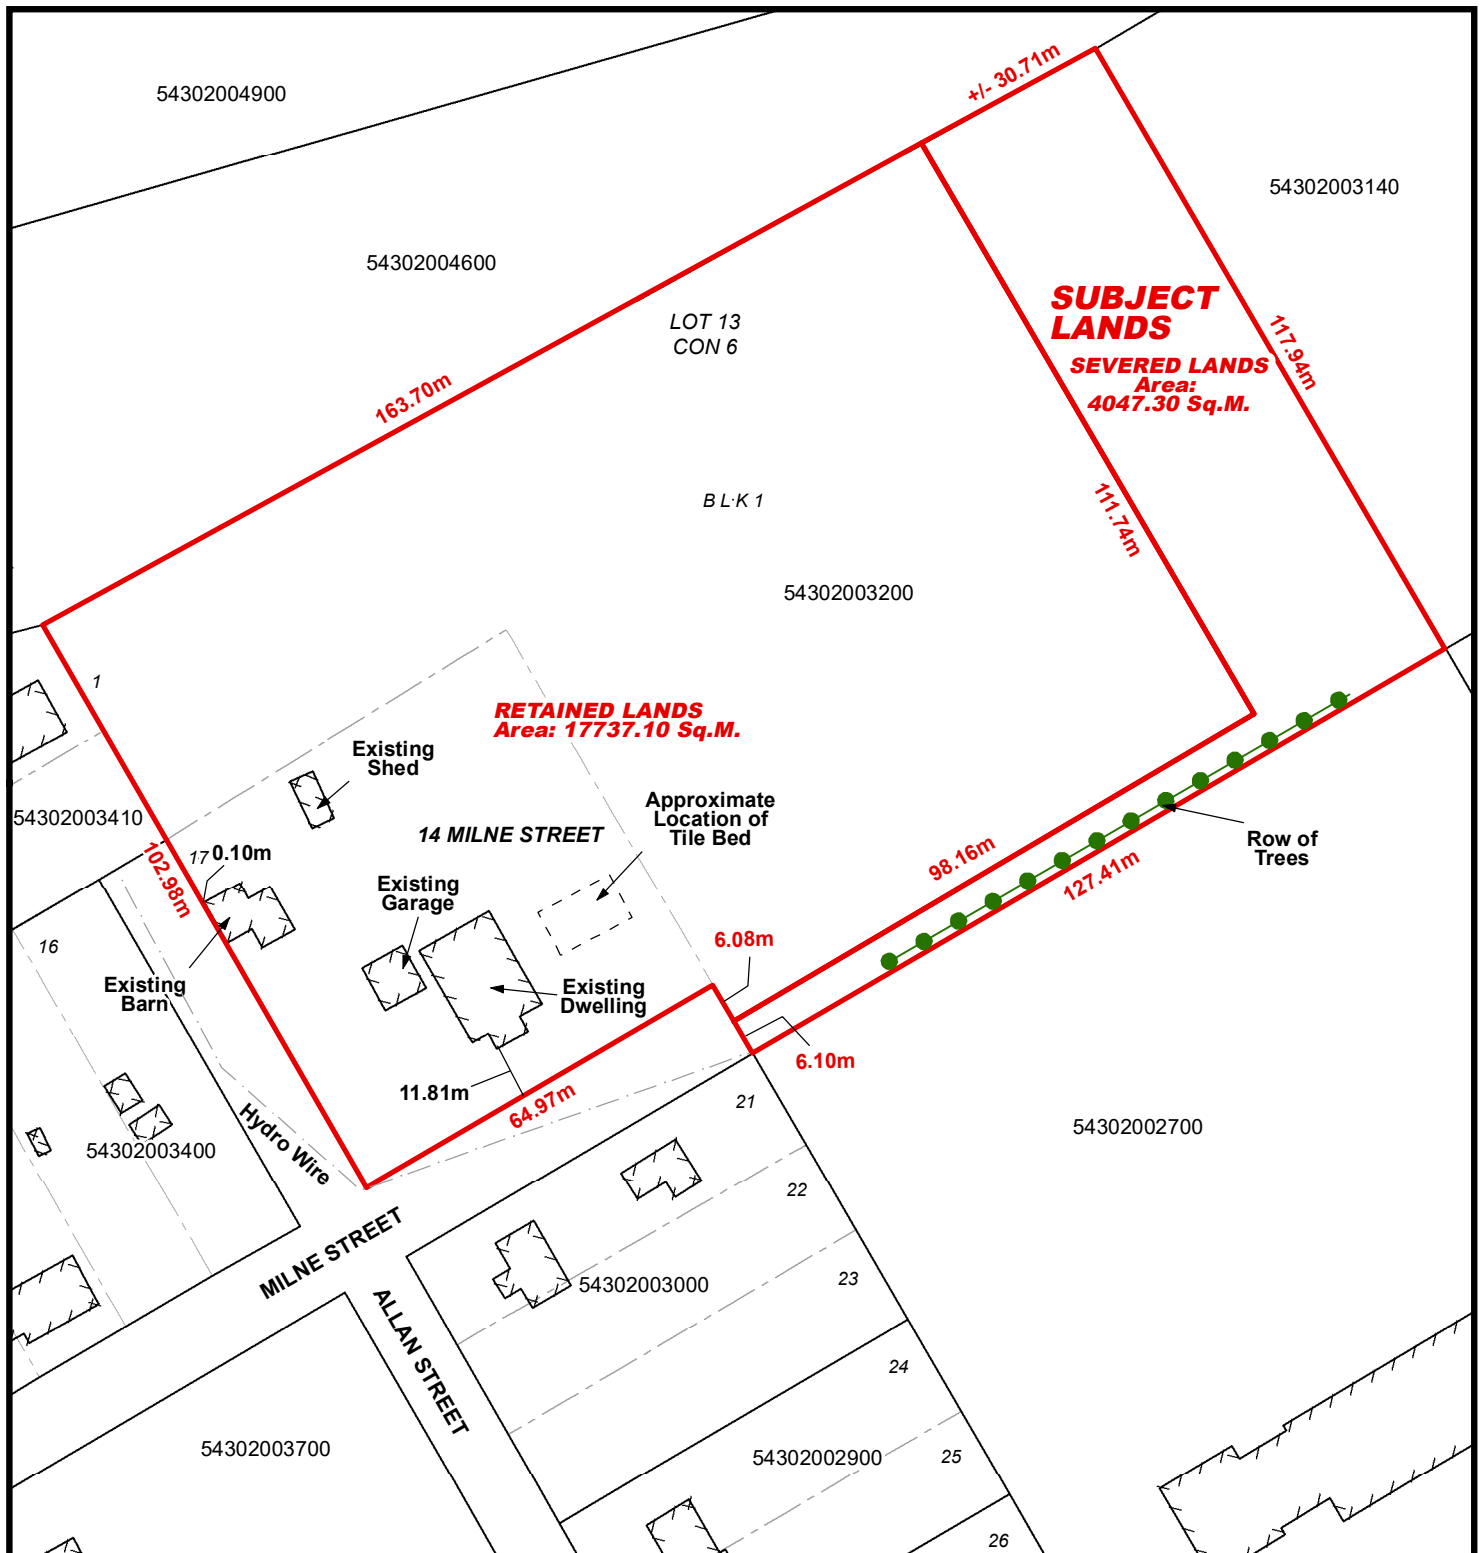 +/- 30.71m
54302004900
54302003140
54302004600
SUBJECT
LANDS
LOT 13
CON 6
117.94m
SEVERED LANDS
Area:
4047.30 Sq.M.
163.70m
BLK 1
111.74m
54302003200
1
RETAINED LANDS
Area: 17737.10 Sq.M.
Existing
Shed
Approximate
Location of
Tile Bed
54302003410
14 MILNE STREET
Row of
Trees
17
0.10m
102.98m
98.16m
127.41m
Existing
Garage
16
6.08m
Existing
Barn
Existing
Dwelling
6.10m
11.81m
64.97m
21
Hydro Wire
54302003400
54302002700
22
MILNE STREET
54302003000
23
ALLAN STREET
24
54302003700
54302002900
25
26